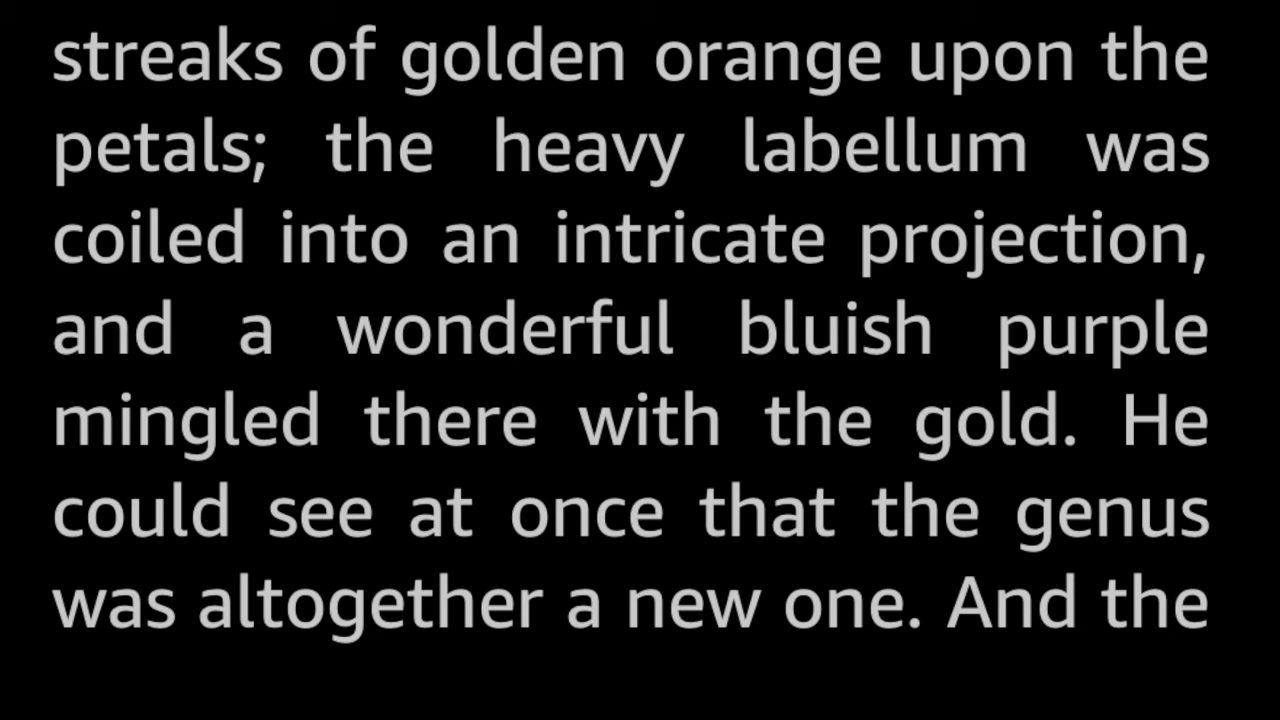 streaks of golden orange upon the
petals; the heavy labellum was
coiled into an intricate projection,
and a wonderful bluish purple
mingled there with the gold. He
could see at once that the genus
was altogether a new one. And the